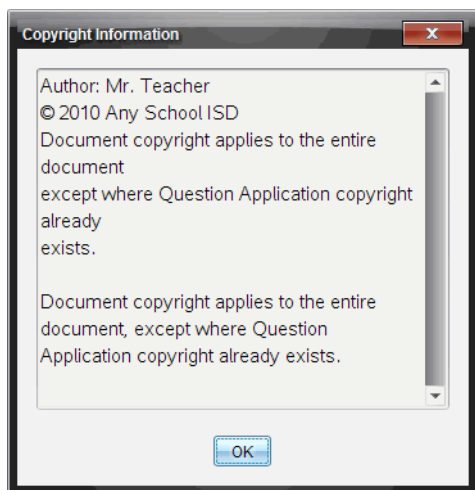 Copyright Information
Author: Mr. Teacher
© 2010 Any School ISD
Document copyright applies to the entire
document
except where Question Application copyright
already
exists.
Document copyright applies to the entire
document, except where Question
Application copyright already exists.
OK